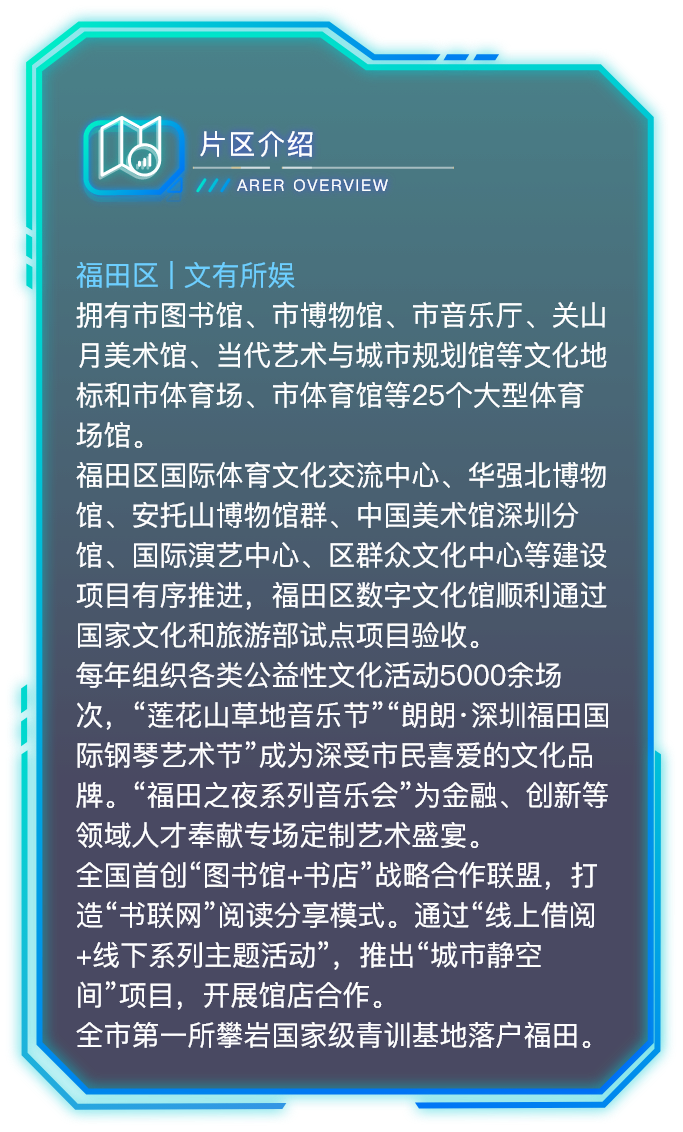 片区介绍
ARER OVERVIEW
福田区 | 文有所娱
拥有市图书馆、市博物馆、市音乐厅、关山
月美术馆、当代艺术与城市规划馆等文化地
标和市体育场、市体育馆等25个大型体育
场馆。
福田区国际体育文化交流中心、华强北博物
馆、安托山博物馆群、中国美术馆深圳分
馆、国际演艺中心、区群众文化中心等建设
项目有序推进，福田区数字文化馆顺利通过
国家文化和旅游部试点项目验收。
每年组织各类公益性文化活动5000余场
次，“莲花山草地音乐节”“朗朗·深圳福田国
际钢琴艺术节”成为深受市民喜爱的文化品
牌。“福田之夜系列音乐会”为金融、创新等
领域人才奉献专场定制艺术盛宴。
全国首创“图书馆+书店”战略合作联盟，打
造“书联网”阅读分享模式。通过“线上借阅
+线下系列主题活动”，推出“城市静空
间”项目，开展馆店合作。
全市第一所攀岩国家级青训基地落户福田。